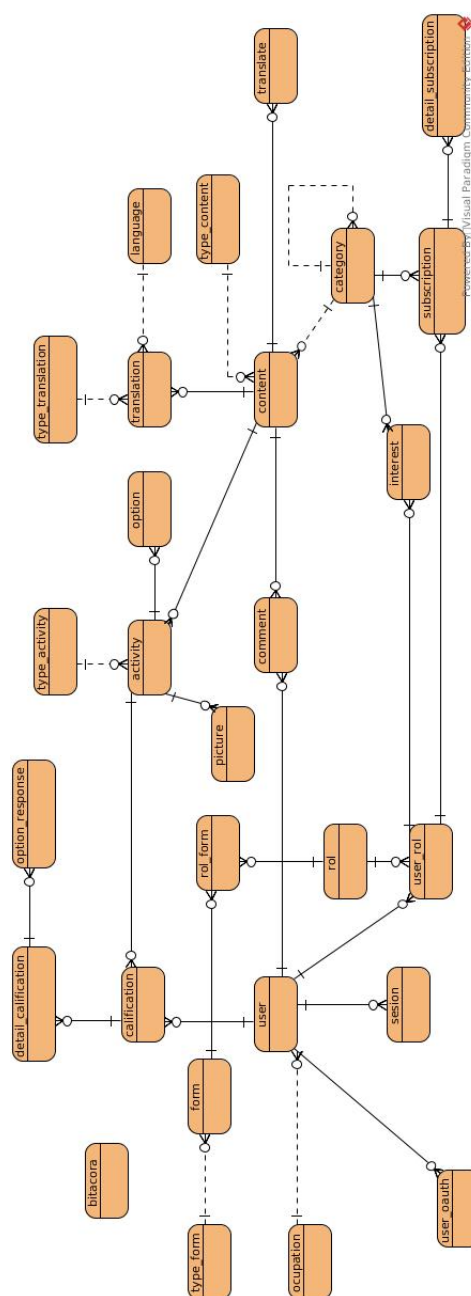 detail_calification
option_response
type_activity
type_translation
bitacora
calification
activity
option
translation
language
type_form
form
rol_form
picture
type_content
user
comment
content
translate
ocupation
rol
category
sesion
interest
user_rol
subscription
detail_subscription
user_oauth
Powered By: Visual Paradigm Community Edition